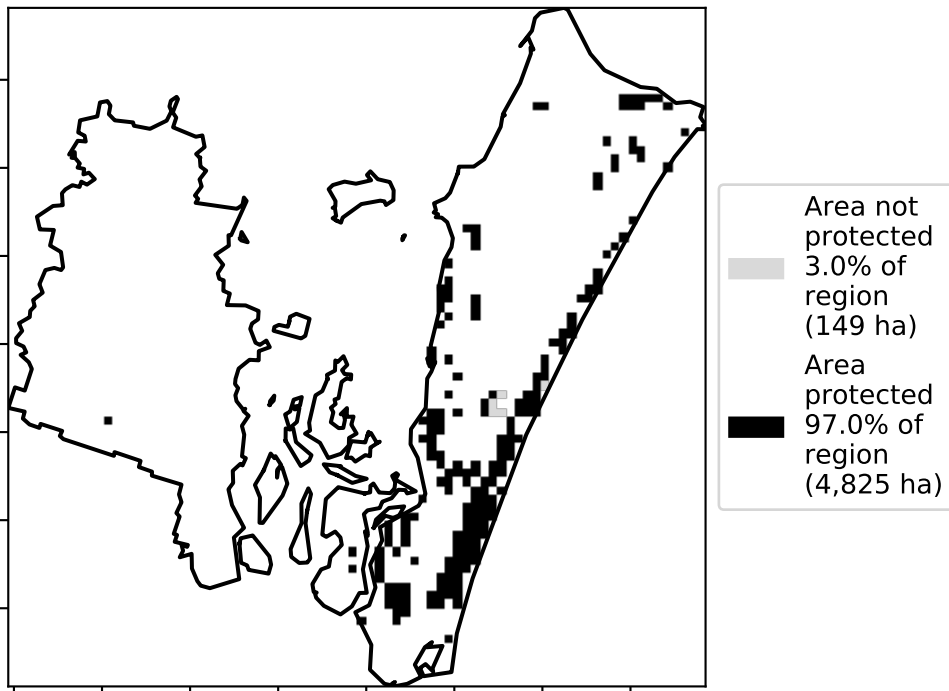 Area not
protected
3.0% of
region
(149 ha)
Area
protected
97.0% of
region
(4,825 ha)